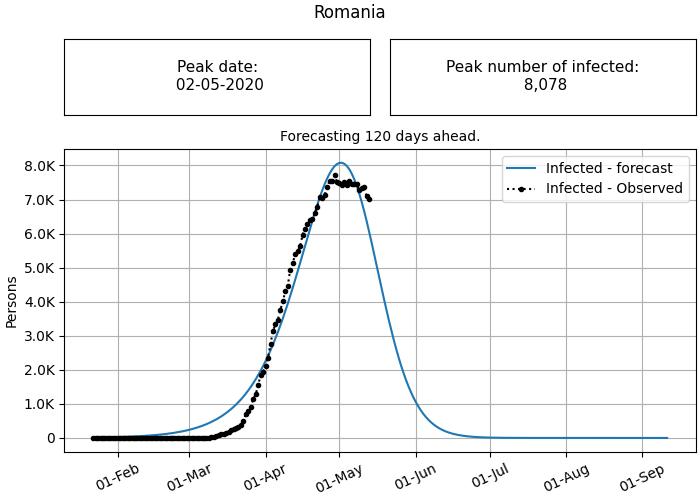 Romania
Peak date:
02-05-2020
Peak number of infected:
8,078
Forecasting 120 days ahead.
Infected - forecast
Infected - Observed
8.0K
7.0K
6.0K
5.0K
4.0K
3.0K
2.0K
1.0K
0
Persons
01-Feb
01-Mar
01-Apr
01-May
01-Jun
01-Jul
01-Aug
01-Sep